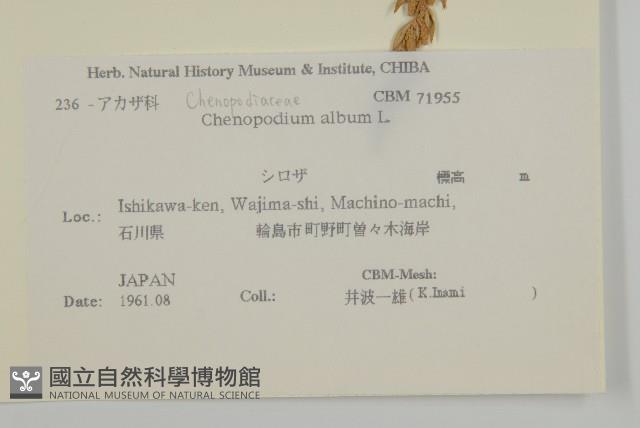 Herb. Natural History Museum & Institute, CHIBA
236 - アカザ科 Chenopodiaceae CBM 71955
Chenopodium album L.
シロザ 標高 m
Ishikawa-ken, Wajima-shi, Machino-machi,
Loc.:
石川県 輪島市町野町曽々木海岸
CBM-Mesh:
JAPAN
Date: 1961.08 Coll.: 井波一雄 ( K.Inami )
國立自然科學博物館
NATIONAL MUSEUM OF NATURAL SCIENCE